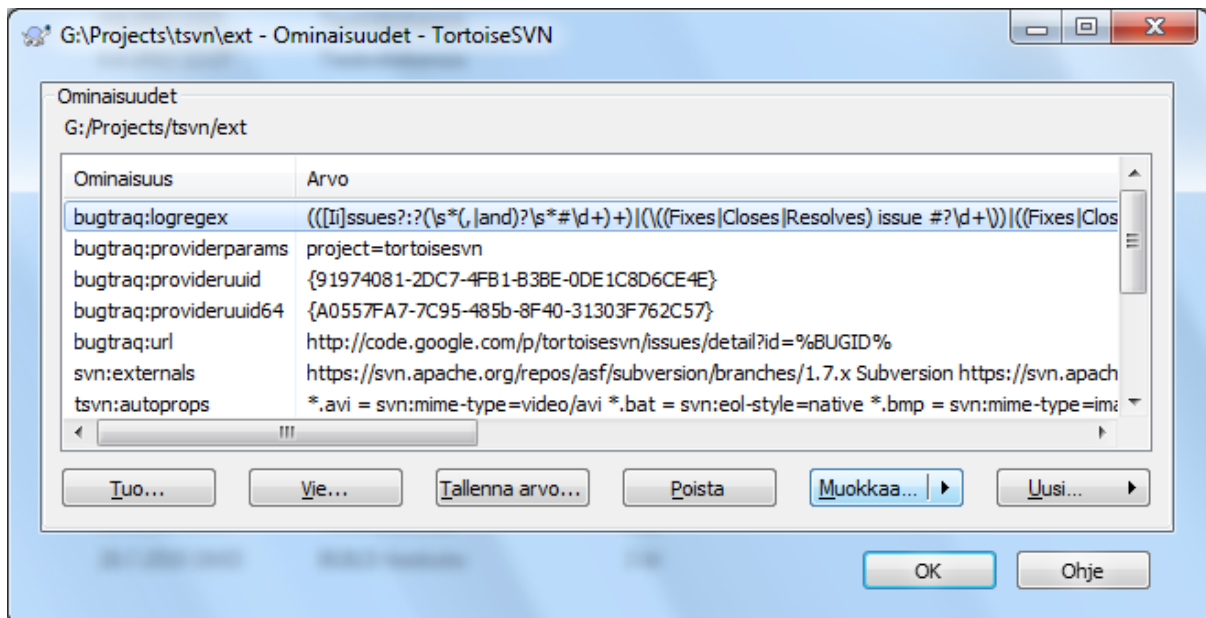 G:\Projects\tsvn\ext - Ominaisuudet - TortoiseSVN
Ominaisuudet
G:/Projects/tsvn/ext
Ominaisuus Arvo
bugtraq:logregex (([Ii]ssues?:?(\s*(,|and)?\s*#\d+)+)|(\((Fixes|Closes|Resolves) issue #?\d+\))|((Fixes|Clos
bugtraq:providerparams project=tortoisesvn
bugtraq:provideruuid {91974081-2DC7-4FB1-B3BE-0DE1C8D6CE4E}
bugtraq:provideruuid64 {A0557FA7-7C95-485b-8F40-31303F762C57}
bugtraq:url http://code.google.com/p/tortoisesvn/issues/detail?id=%BUGID%
svn:externals https://svn.apache.org/repos/asf/subversion/branches/1.7.x Subversion https://svn.apach
tsvn:autoprops *.avi = svn:mime-type=video/avi *.bat = svn:eol-style=native *.bmp = svn:mime-type=ima
Tuo... Vie... Tallenna arvo... Poista Muokkaa... Uusi...
OK Ohje